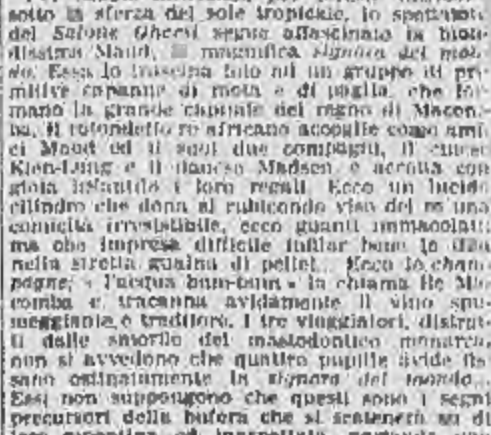 sotto la sferza del sole tropicale, lo spettatore
del Salone Ghersi segue affascinato la bion-
dissima Maud, la magnifica signora del mon-
do. Essa lo trascina fino ad un gruppo di pri-
mitive capanne di mota e di paglia, che for-
mano la grande capitale del regno di Macom-
ba. Il rotondetto re africano accoglie come ami-
ci Maud ed i suoi due compagni, il cinese
Kien-Lung e il danese Madsen, e accetta con
gioia infantile i loro regali. Ecco un lucido
cilindro che dona al rubicondo viso del re una
comicità irresistibile, ecco guanti immacolati:
ma che impresa difficile infilar bene le dita
nella stretta guaina di pelle!... Ecco lo cham-
pagne; « l'acqua bum-bum » la chiama Re Ma-
comba e tracanna avidamente il vino spu-
meggiante e traditore. I tre viaggiatori, distrat-
ti dalle smorfie del mastodontico monarca,
non si avvedono che quattro pupille avide fis-
sano ostinatamente la signora del mondo...
Essi non suppongono che questi sono i segni
precursori della bufera che si scatenerà su di